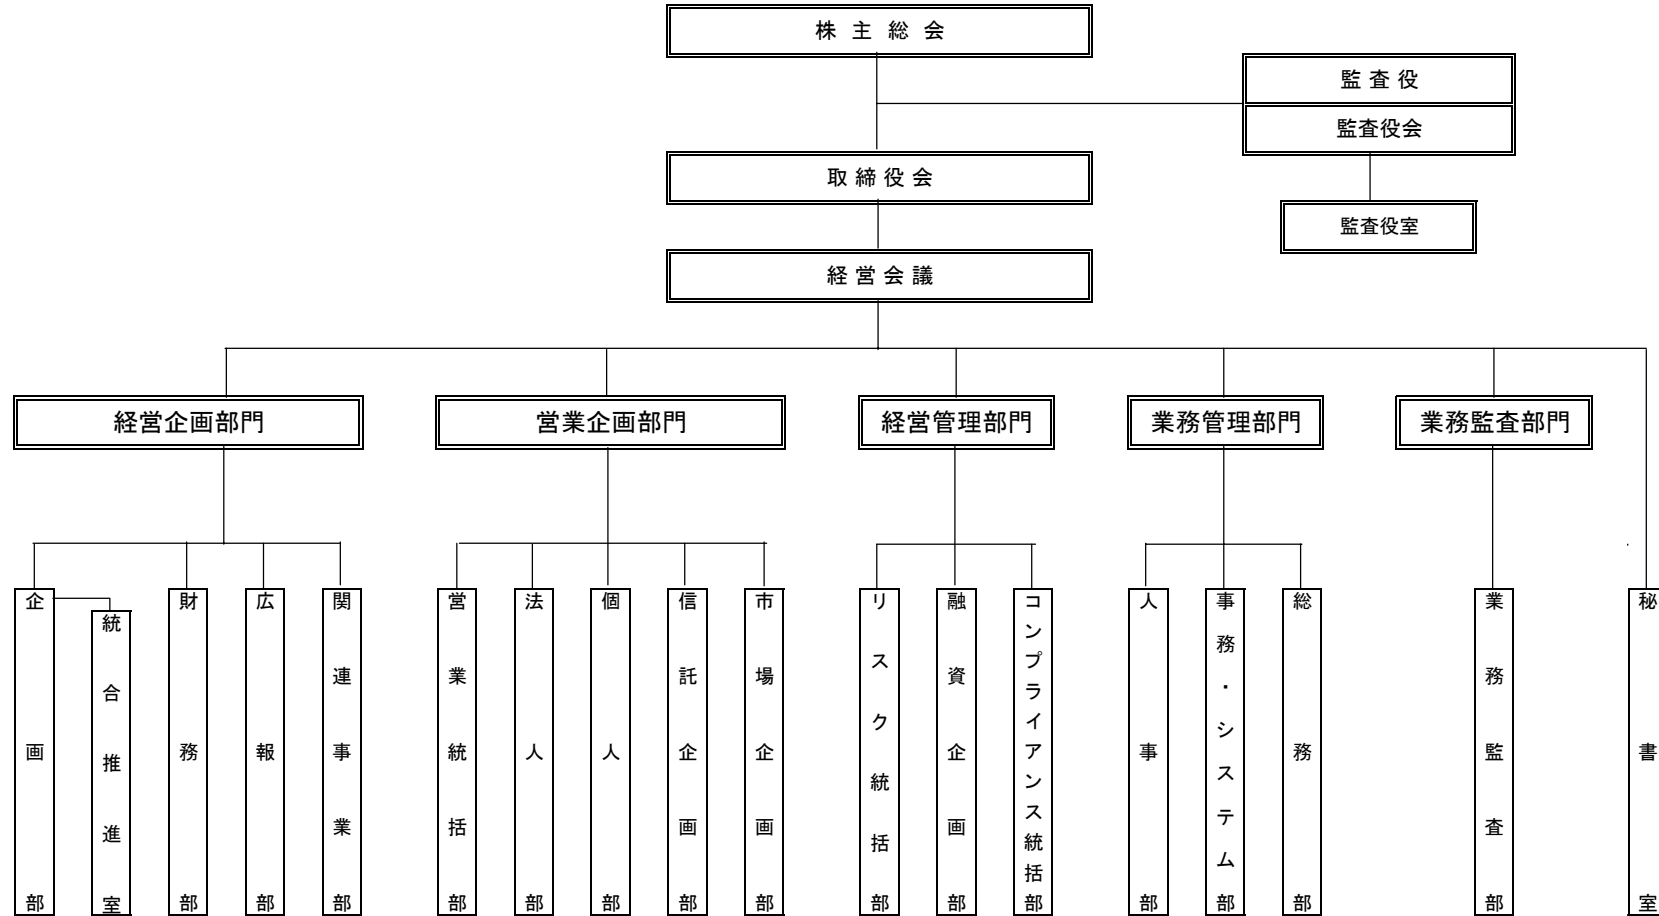 株主総会
監査役
監査役会
取締役会
監査役室
経営会議
経営企画部門
営業企画部門
経営管理部門
業務管理部門
業務監査部門
企画部
統合推進室
財務部
広報部
関連事業部
営業統括部
法人部
個人部
信託企画部
市場企画部
リスク統括部
融資企画部
コンプライアンス統括部
人事部
事務・システム部
総務部
業務監査部
秘書室